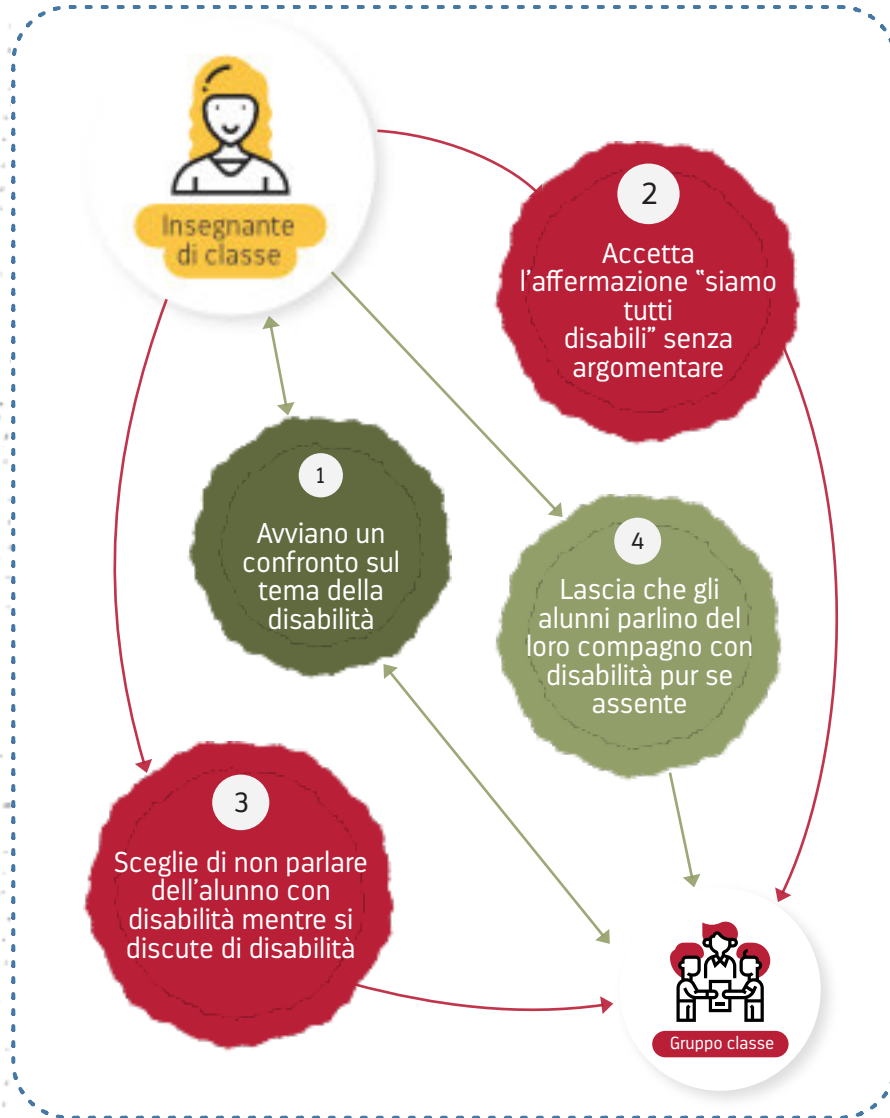 Insegnante
di classe
2
Accetta
l'affermazione "siamo
tutti
disabili" senza
argomentare
1
Avviano un
confronto sul
tema della
disabilità
4
Lascia che gli
alunni parlino del
loro compagno con
disabilità pur se
assente
3
Sceglie di non parlare
dell'alunno con
disabilità mentre si
discute di disabilità
Gruppo classe